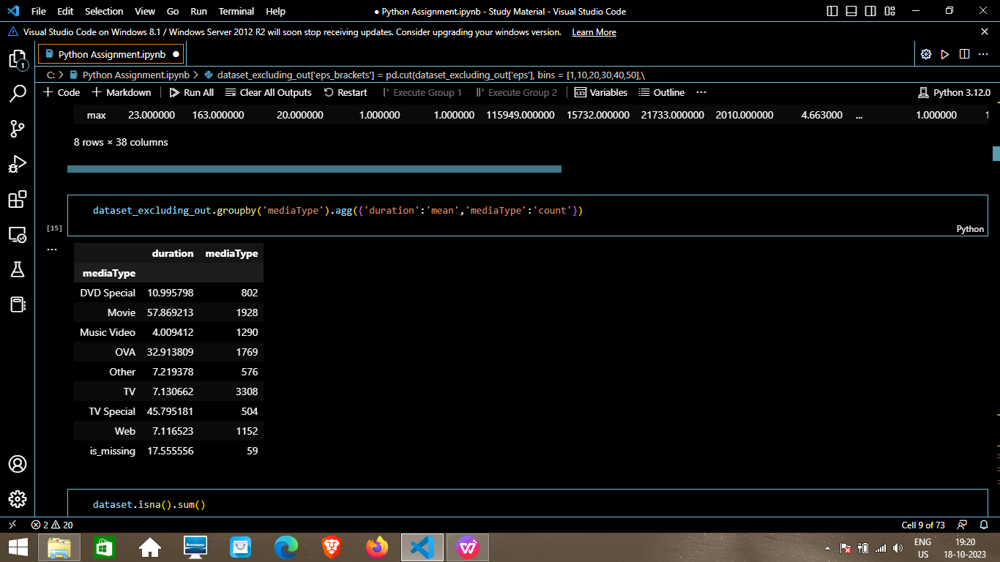 File Edit Selection View Go Run Terminal Help ● Python Assignment.ipynb - Study Material - Visual Studio Code
Visual Studio Code on Windows 8.1 / Windows Server 2012 R2 will soon stop receiving updates. Consider upgrading your windows version. Learn More
1
Python Assignment.ipynb ●
C: > Python Assignment.ipynb > dataset_excluding_out['eps_brackets'] = pd.cut(dataset_excluding_out['eps'], bins = [1,10,20,30,40,50],\
+ Code + Markdown Run All Clear All Outputs Restart Execute Group 1 Execute Group 2 Variables Outline ... Python 3.12.0
max 23.000000 163.000000 20.000000 1.000000 1.000000 115949.000000 15732.000000 21733.000000 2010.000000 4.663000 ... 1.000000 1
8 rows × 38 columns
dataset_excluding_out.groupby('mediaType').agg({'duration':'mean','mediaType':'count'})
[15]
Python
...
duration mediaType
mediaType
DVD Special 10.995798 802
Movie 57.869213 1928
Music Video 4.009412 1290
OVA 32.913809 1769
Other 7.219378 576
TV 7.130662 3308
TV Special 45.795181 504
Web 7.116523 1152
is_missing 17.555556 59
dataset.isna().sum()
2 20 Cell 9 of 73
lenovo
ENG 19:20
US 18-10-2023